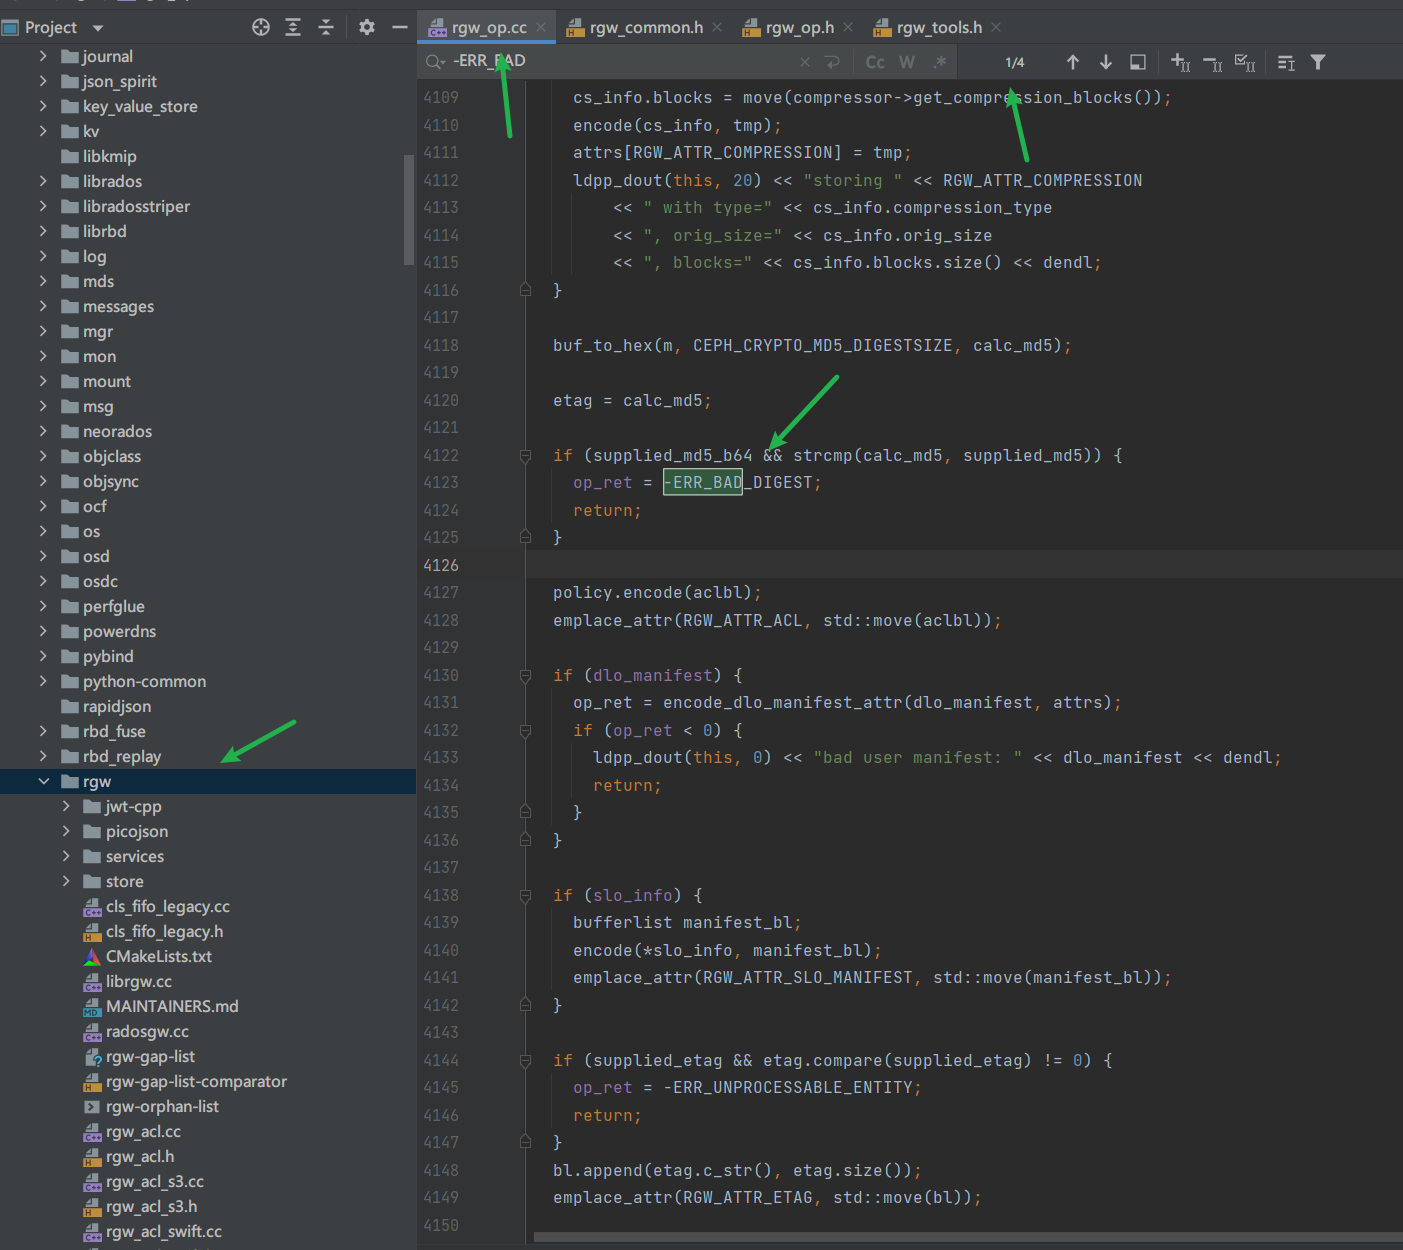 Project
rgw_op.cc
rgw_common.h
rgw_op.h
rgw_tools.h
-ERR_BAD
Cc
W
.*
1/4
journal
json_spirit
key_value_store
kv
libkmip
librados
libradosstriper
librbd
log
mds
messages
mgr
mon
mount
msg
neorados
objclass
objsync
ocf
os
osd
osdc
perfglue
powerdns
pybind
python-common
rapidjson
rbd_fuse
rbd_replay
rgw
jwt-cpp
picojson
services
store
cls_fifo_legacy.cc
cls_fifo_legacy.h
CMakeLists.txt
librgw.cc
MAINTAINERS.md
radosgw.cc
rgw-gap-list
rgw-gap-list-comparator
rgw-orphan-list
rgw_acl.cc
rgw_acl.h
rgw_acl_s3.cc
rgw_acl_s3.h
rgw_acl_swift.cc
4109 cs_info.blocks = move(compressor->get_compression_blocks());
4110 encode(cs_info, tmp);
4111 attrs[RGW_ATTR_COMPRESSION] = tmp;
4112 ldpp_dout(this, 20) << "storing " << RGW_ATTR_COMPRESSION
4113 << " with type=" << cs_info.compression_type
4114 << ", orig_size=" << cs_info.orig_size
4115 << ", blocks=" << cs_info.blocks.size() << dendl;
4116 }
4117
4118 buf_to_hex(m, CEPH_CRYPTO_MD5_DIGESTSIZE, calc_md5);
4119
4120 etag = calc_md5;
4121
4122 if (supplied_md5_b64 && strcmp(calc_md5, supplied_md5)) {
4123 op_ret = -ERR_BAD_DIGEST;
4124 return;
4125 }
4126
4127 policy.encode(aclbl);
4128 emplace_attr(RGW_ATTR_ACL, std::move(aclbl));
4129
4130 if (dlo_manifest) {
4131 op_ret = encode_dlo_manifest_attr(dlo_manifest, attrs);
4132 if (op_ret < 0) {
4133 ldpp_dout(this, 0) << "bad user manifest: " << dlo_manifest << dendl;
4134 return;
4135 }
4136 }
4137
4138 if (slo_info) {
4139 bufferlist manifest_bl;
4140 encode(*slo_info, manifest_bl);
4141 emplace_attr(RGW_ATTR_SLO_MANIFEST, std::move(manifest_bl));
4142 }
4143
4144 if (supplied_etag && etag.compare(supplied_etag) != 0) {
4145 op_ret = -ERR_UNPROCESSABLE_ENTITY;
4146 return;
4147 }
4148 bl.append(etag.c_str(), etag.size());
4149 emplace_attr(RGW_ATTR_ETAG, std::move(bl));
4150